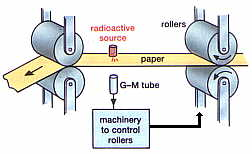 radioactive
source
rollers
paper
G–M tube
machinery
to control
rollers